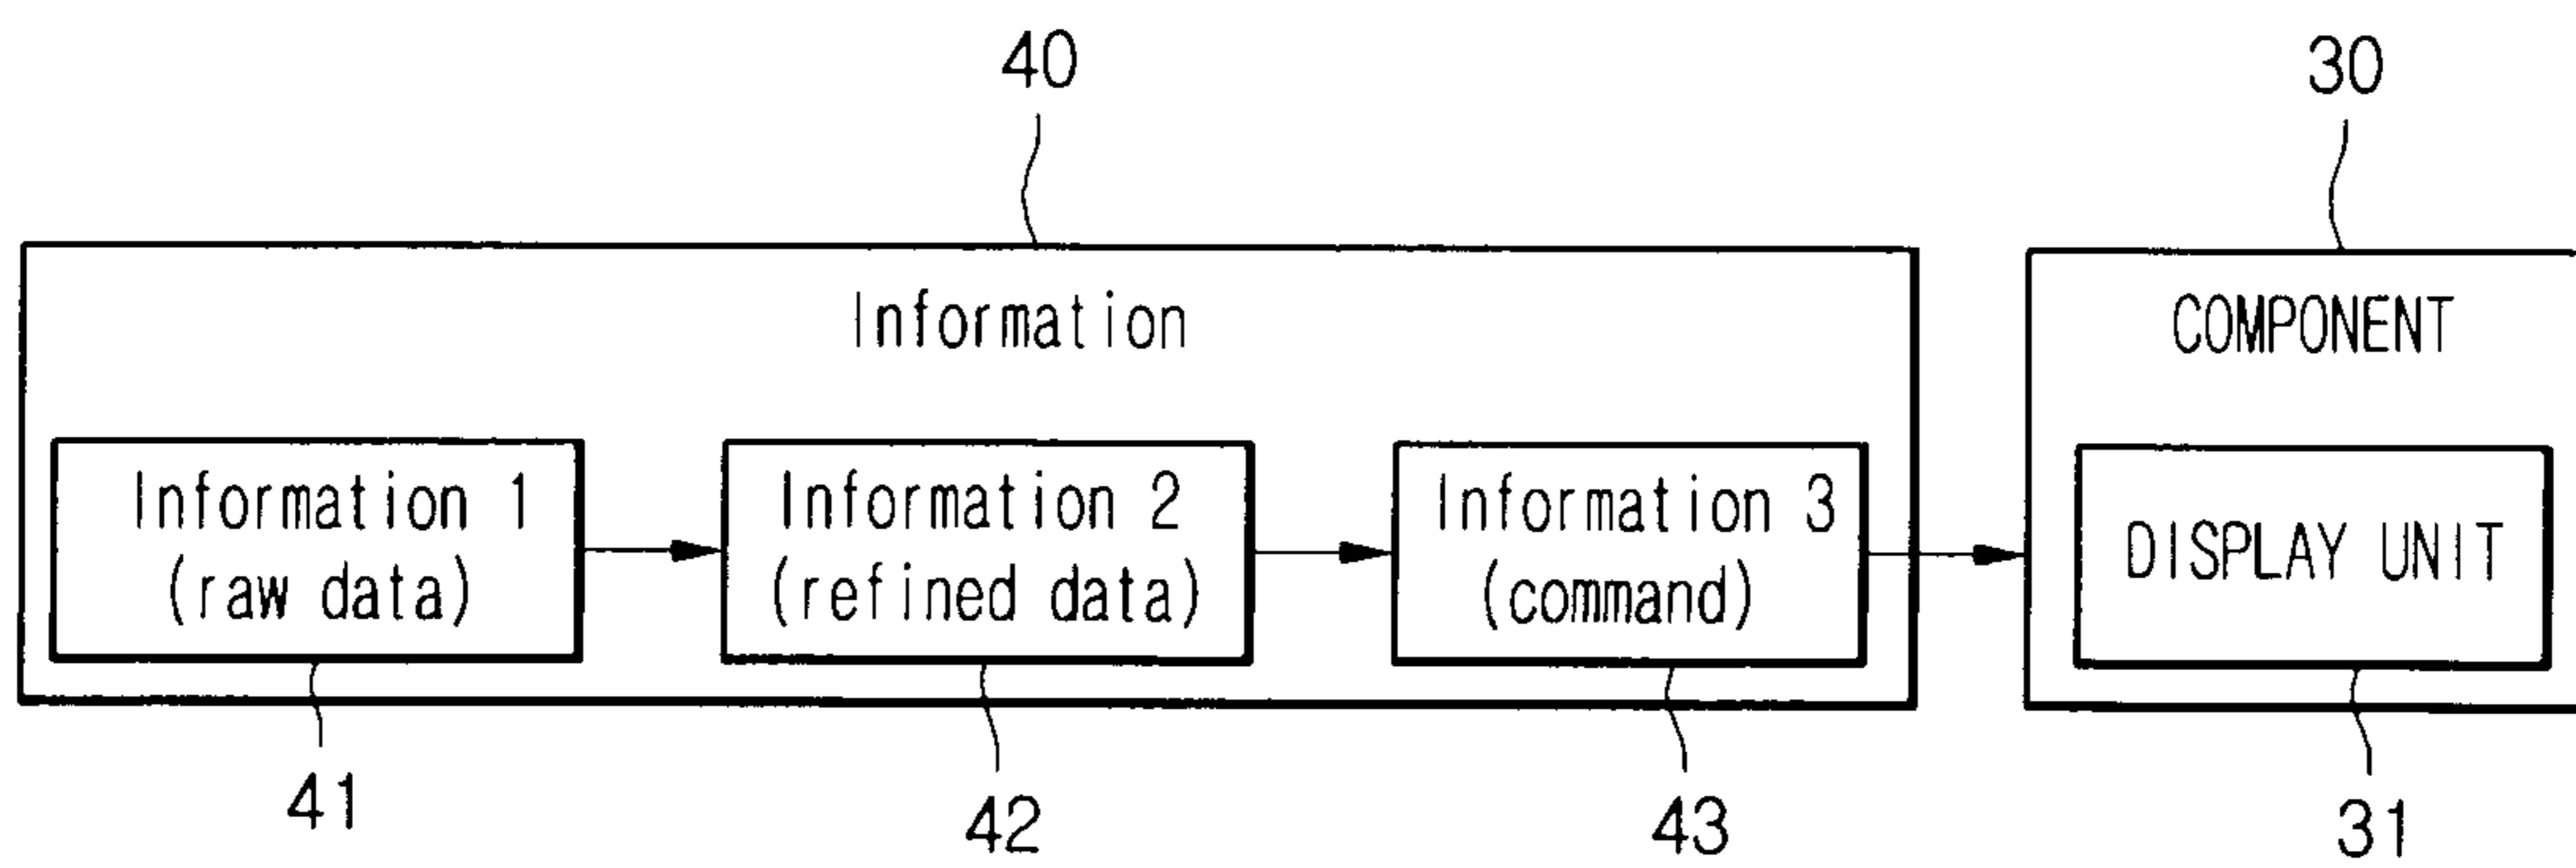 40
30
Information
COMPONENT
Information 1
(raw data)
Information 2
(refined data)
Information 3
(command)
DISPLAY UNIT
41
42
43
31